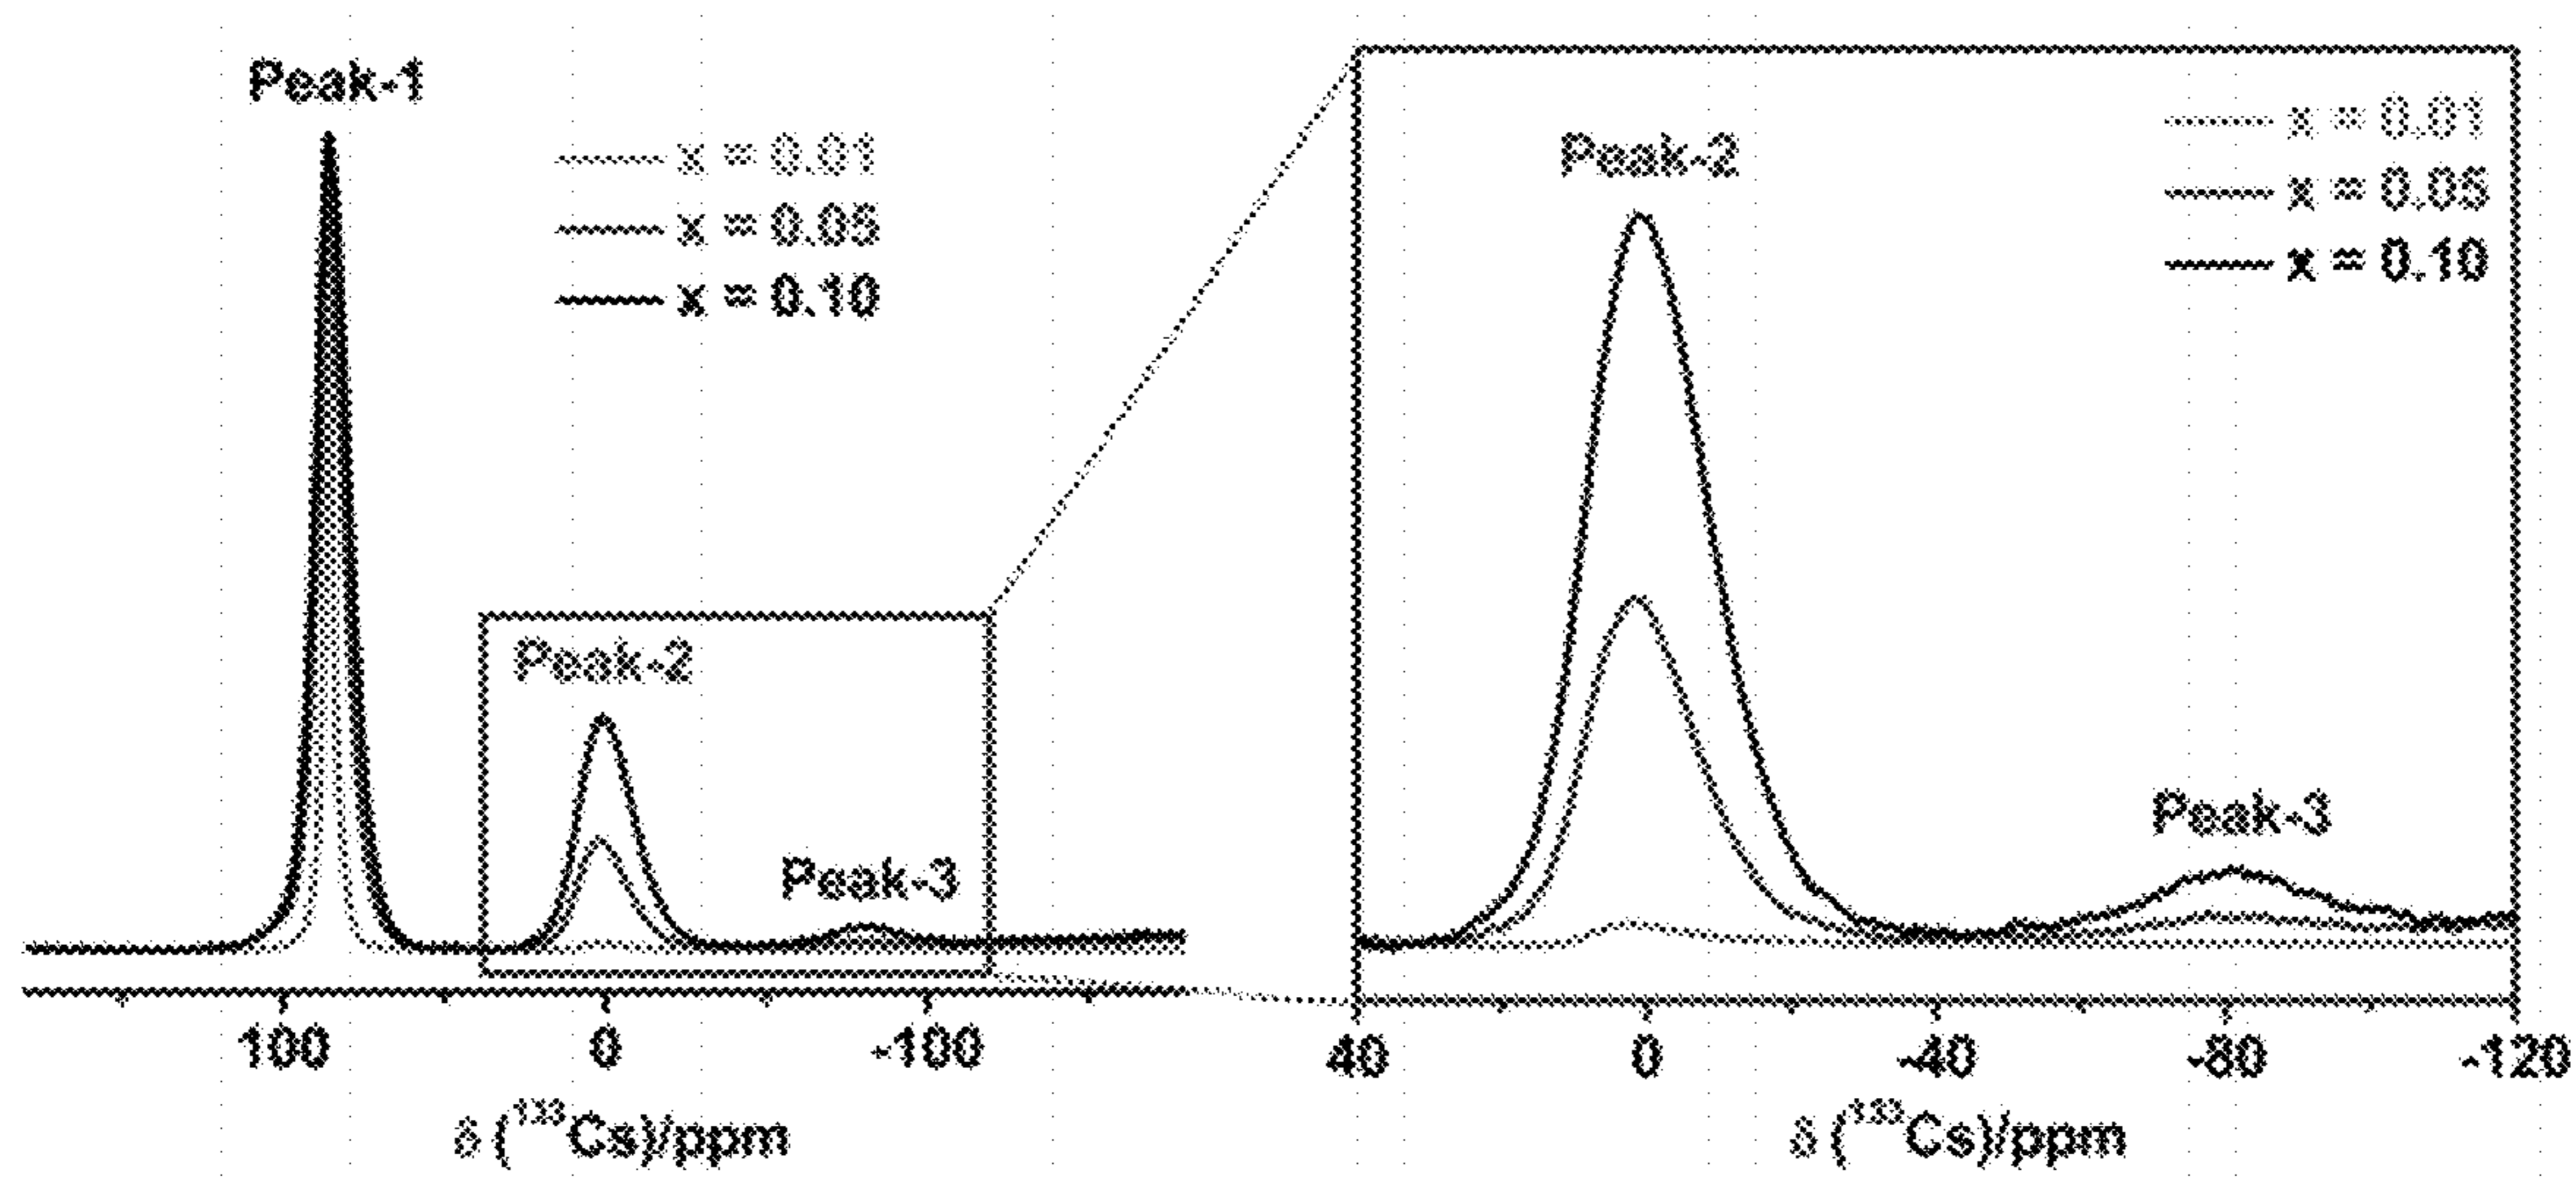 Peak-1
x = 0.01
x = 0.05
x = 0.10
Peak-2
Peak-3
100
0
-100
δ (¹³³Cs)/ppm
Peak-2
x = 0.01
x = 0.05
x = 0.10
Peak-3
40
0
-40
-80
-120
δ (¹³³Cs)/ppm